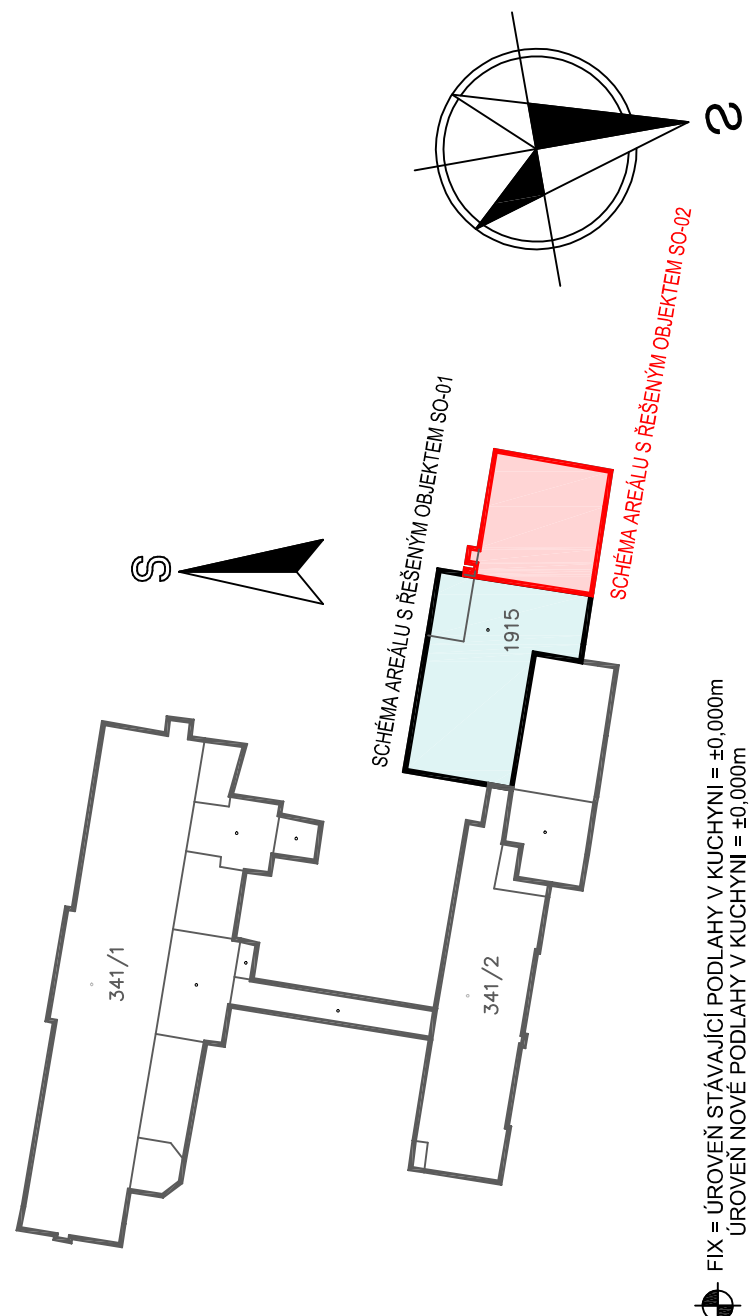 S
SCHÉMA AREÁLU S ŘEŠENÝM OBJEKTEM SO-02
SCHÉMA AREÁLU S ŘEŠENÝM OBJEKTEM SO-01
S
1915
341/1
341/2
FIX = ÚROVEŇ STÁVAJÍCÍ PODLAHY V KUCHYNI = ±0,000m
ÚROVEŇ NOVÉ PODLAHY V KUCHYNI = ±0,000m